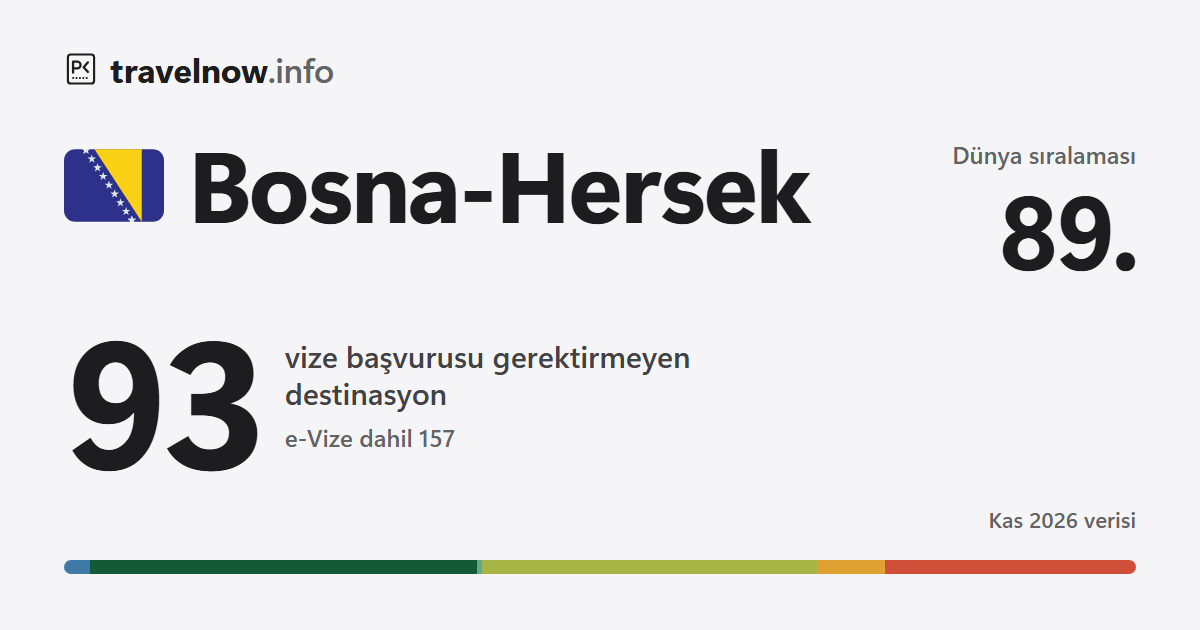 travelnow.info
Bosna-Hersek
Dünya sıralaması
89.
93
vize başvurusu gerektirmeyen
destinasyon
e-Vize dahil 157
Kas 2026 verisi